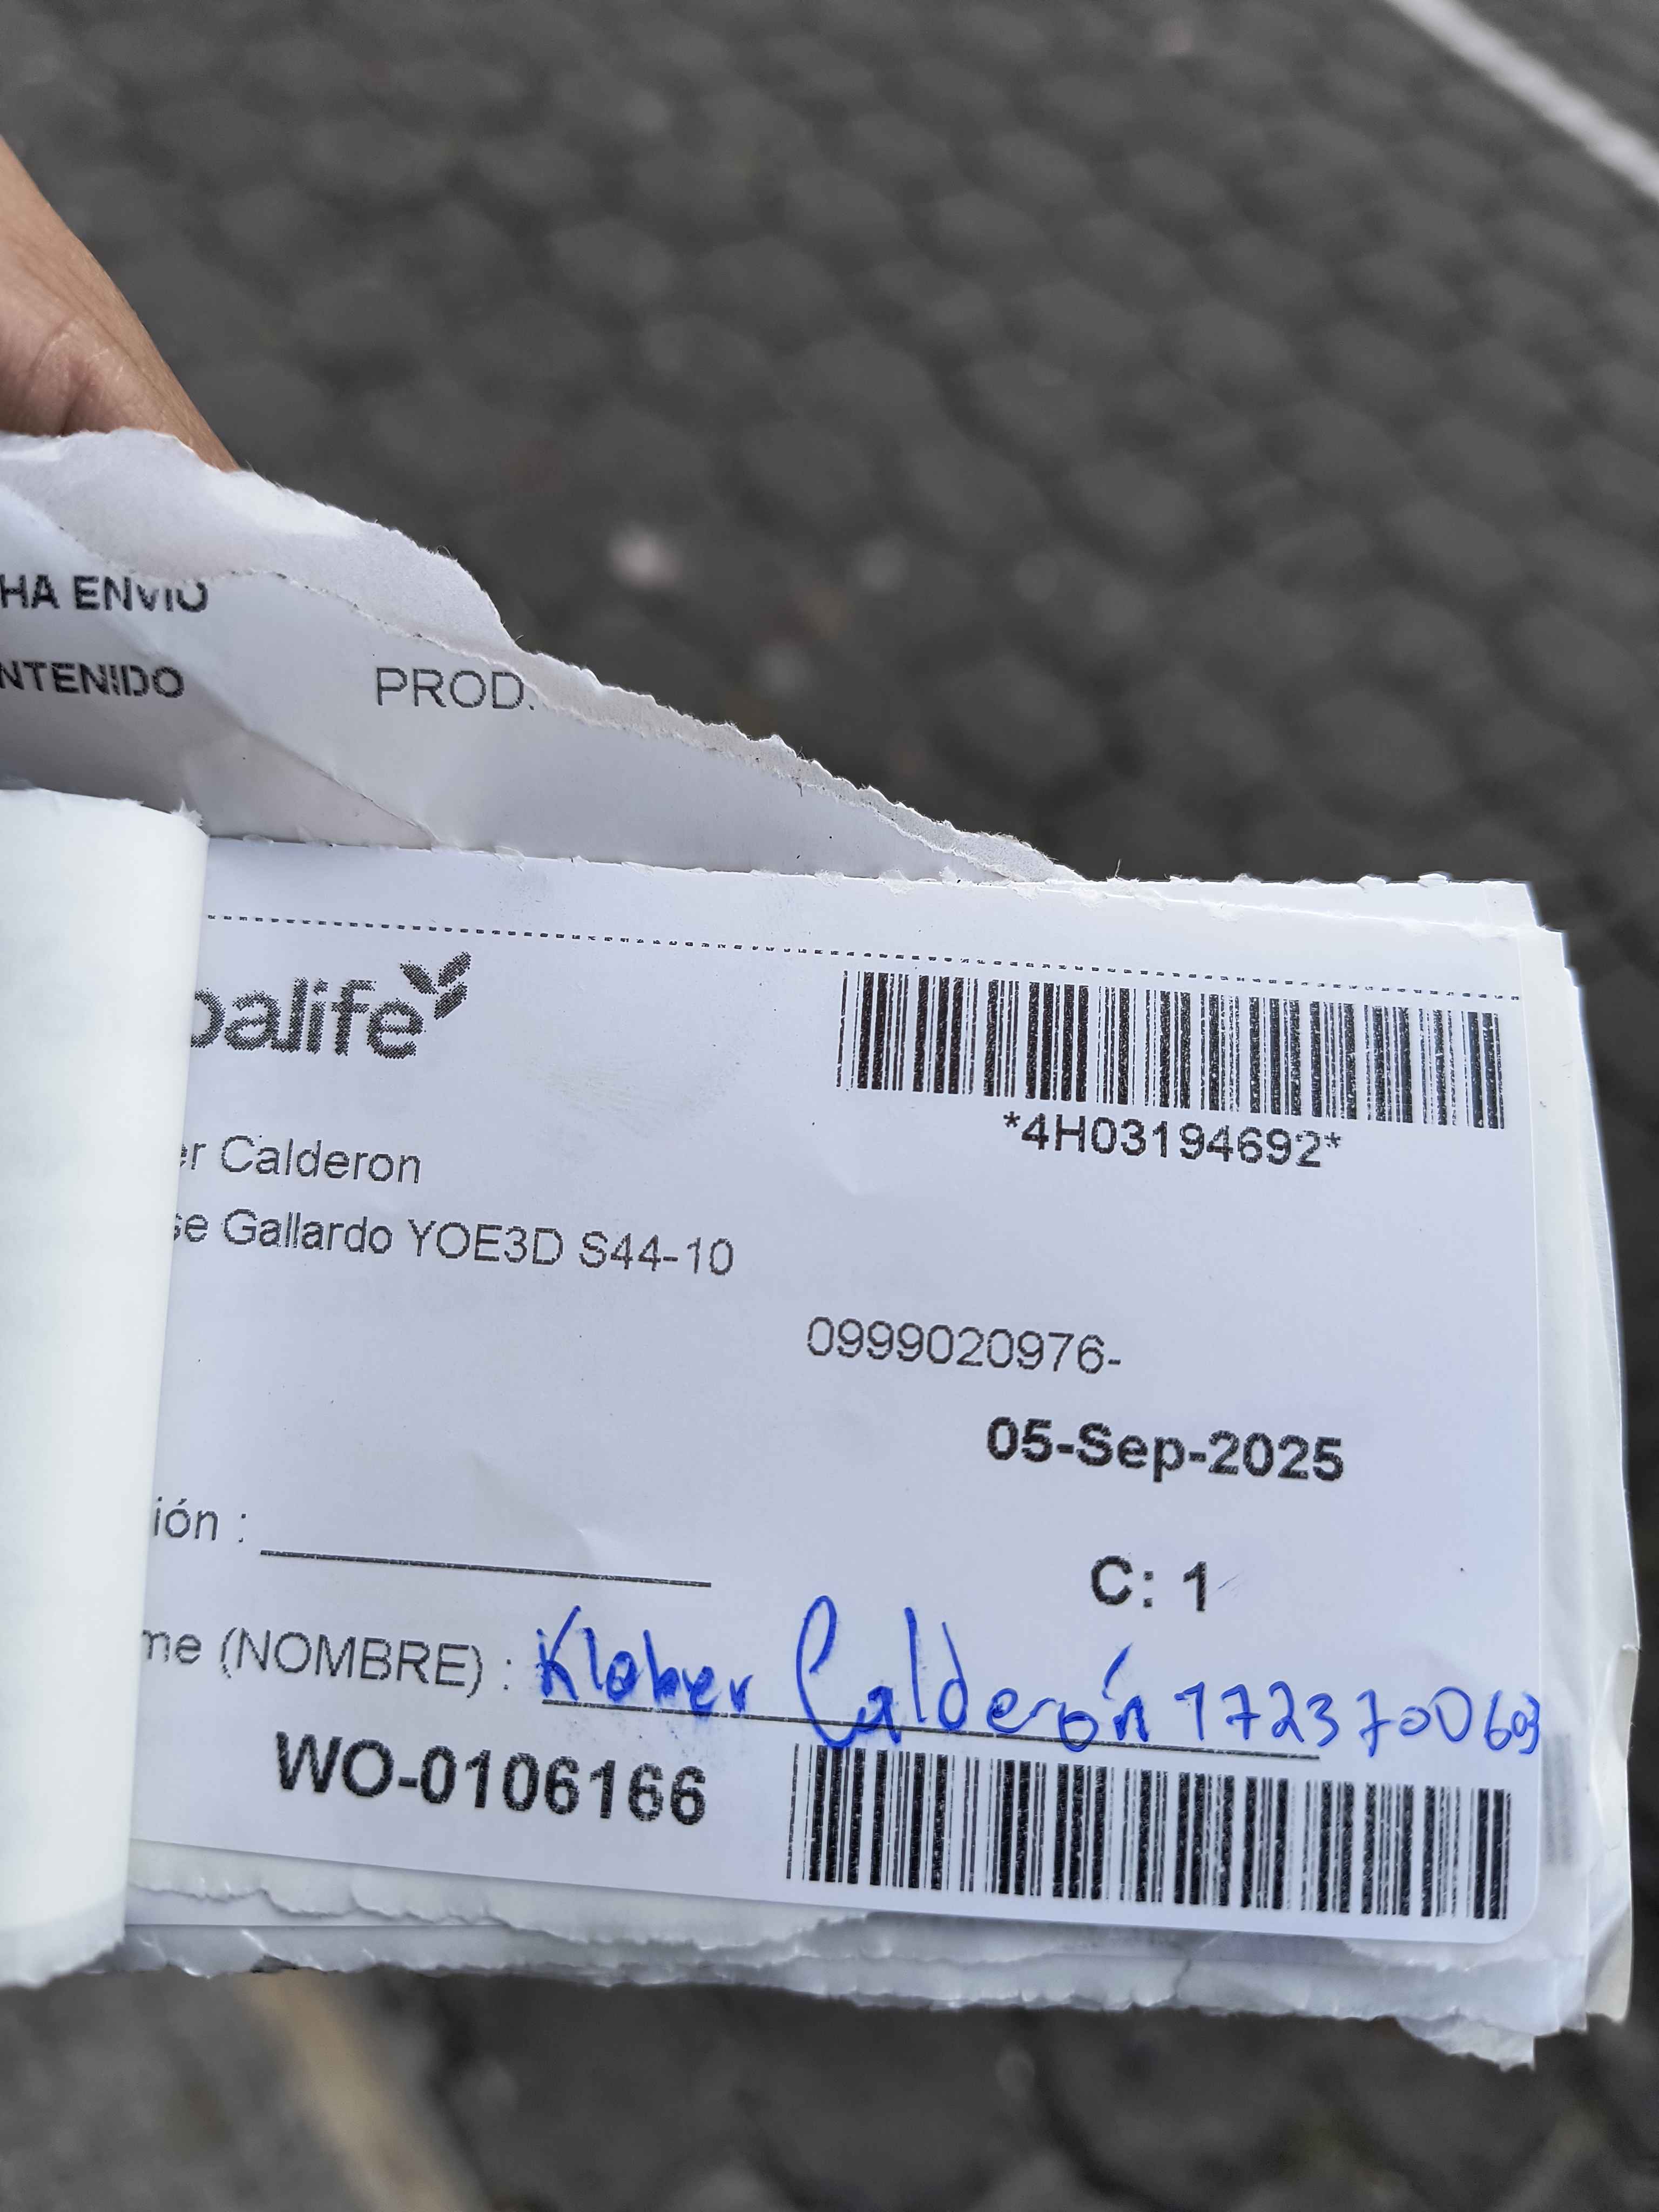 HA ENVIO
NTENIDO PROD.
balife
*4H03194692*
er Calderon
se Gallardo YOE3D S44-10
0999020976-
05-Sep-2025
ión :
C: 1
me (NOMBRE) : Kleber Calderón 1723700603
WO-0106166